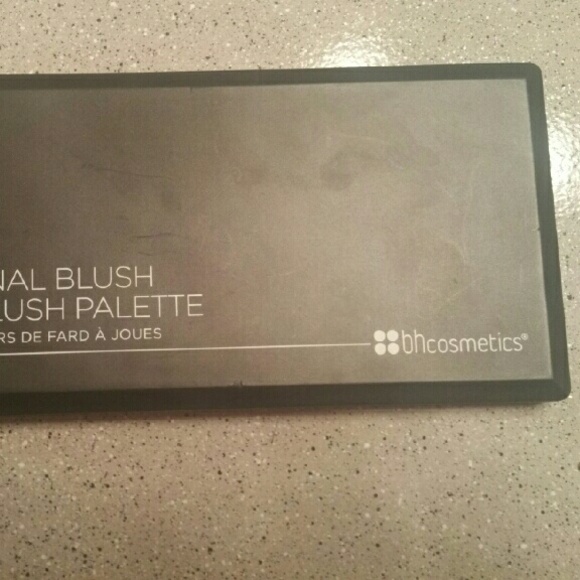 NAL BLUSH
LUSH PALETTE
RS DE FARD À JOUES
bhcosmetics®